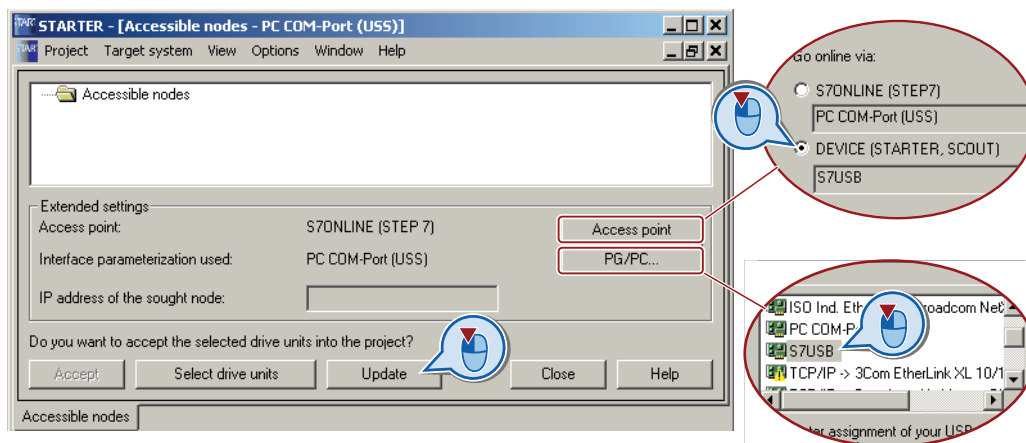 STARTER - [Accessible nodes - PC COM-Port (USS)]
Project Target system View Options Window Help
Accessible nodes
Extended settings
Access point: S7ONLINE (STEP 7) Access point
Interface parameterization used: PC COM-Port (USS) PG/PC...
IP address of the sought node:
Do you want to accept the selected drive units into the project?
Accept Select drive units Update Close Help
Accessible nodes
Go online via:
S7ONLINE (STEP7)
PC COM-Port (USS)
DEVICE (STARTER, SCOUT)
S7USB
ISO Ind. Eth roadcom Net
PC COM-P
S7USB
TCP/IP -> 3Com EtherLink XL 10/1
assignment of your USB